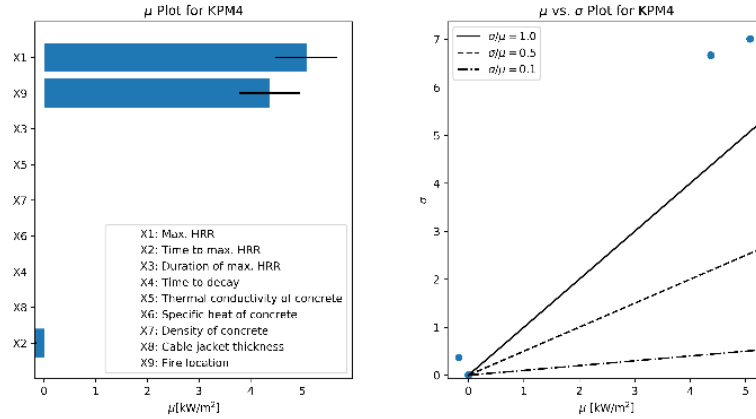 μ Plot for KPM4
X1
X9
X3
X5
X7
X6
X4
X8
X2
X1: Max. HRR
X2: Time to max. HRR
X3: Duration of max. HRR
X4: Time to decay
X5: Thermal conductivity of concrete
X6: Specific heat of concrete
X7: Density of concrete
X8: Cable jacket thickness
X9: Fire location
0 1 2 3 4 5
μ[kW/m²]
μ vs. σ Plot for KPM4
σ/μ = 1.0
σ/μ = 0.5
σ/μ = 0.1
7
6
5
4
3
2
1
0
σ
0 1 2 3 4 5
μ [kW/m²]